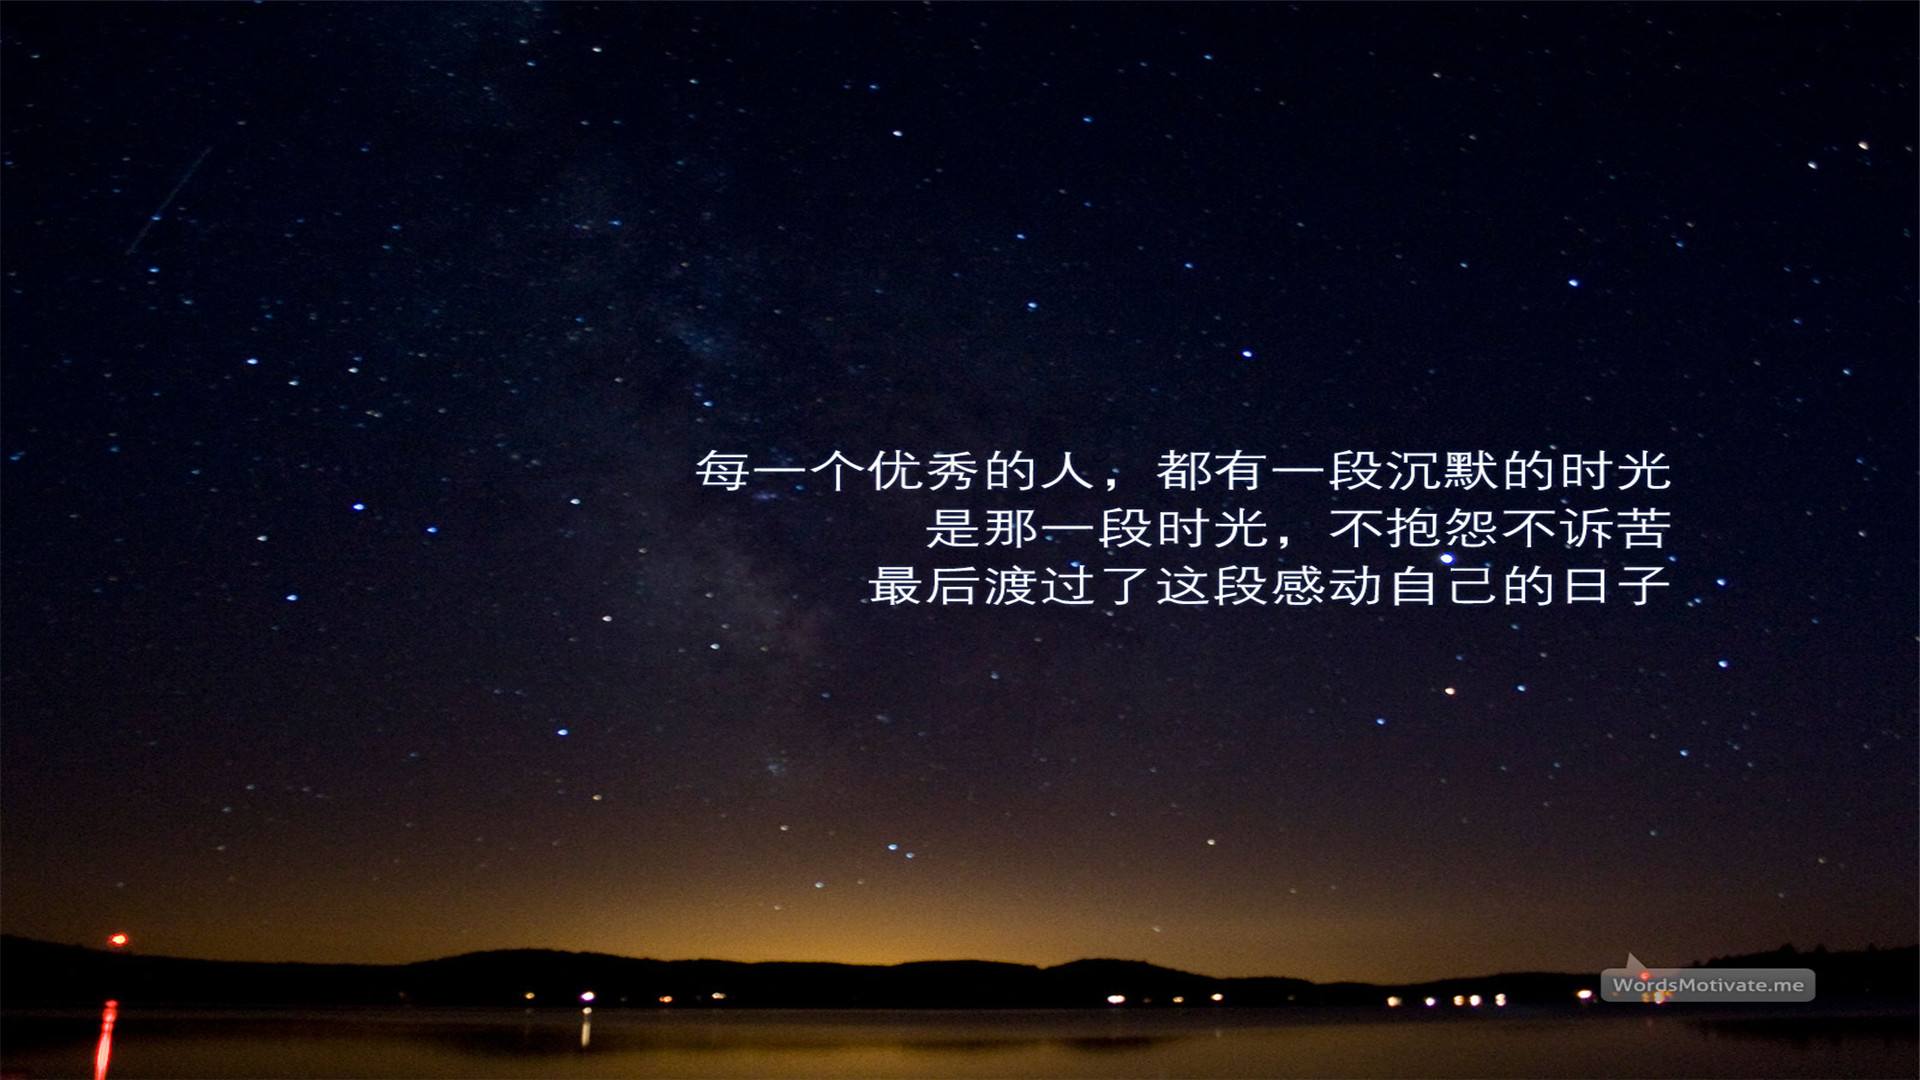 每一个优秀的人，都有一段沉默的时光
是那一段时光，不抱怨不诉苦
最后渡过了这段感动自己的日子
WordsMotivate.me